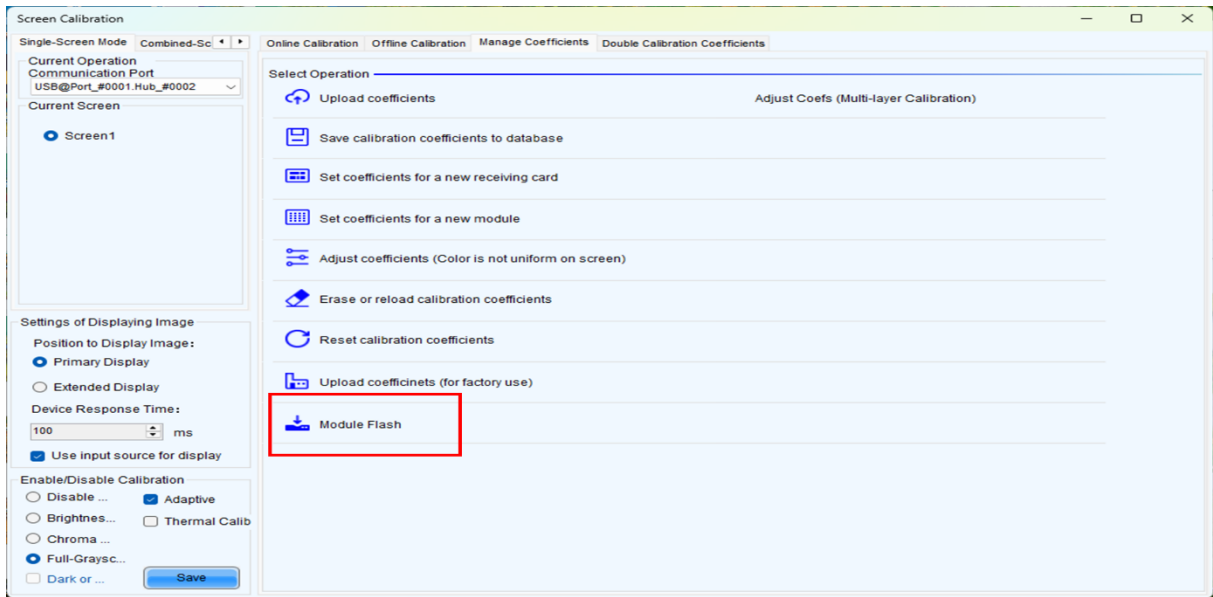 Screen Calibration
Single-Screen Mode Combined-Sc
Online Calibration Offline Calibration Manage Coefficients Double Calibration Coefficients
Current Operation
Communication Port
USB@Port_#0001.Hub_#0002
Current Screen
Screen1
Settings of Displaying Image
Position to Display Image:
Primary Display
Extended Display
Device Response Time:
100 ms
Use input source for display
Enable/Disable Calibration
Disable ... Adaptive
Brightnes... Thermal Calib
Chroma ...
Full-Graysc...
Dark or ... Save
Select Operation
Upload coefficients Adjust Coefs (Multi-layer Calibration)
Save calibration coefficients to database
Set coefficients for a new receiving card
Set coefficients for a new module
Adjust coefficients (Color is not uniform on screen)
Erase or reload calibration coefficients
Reset calibration coefficients
Upload coefficinets (for factory use)
Module Flash